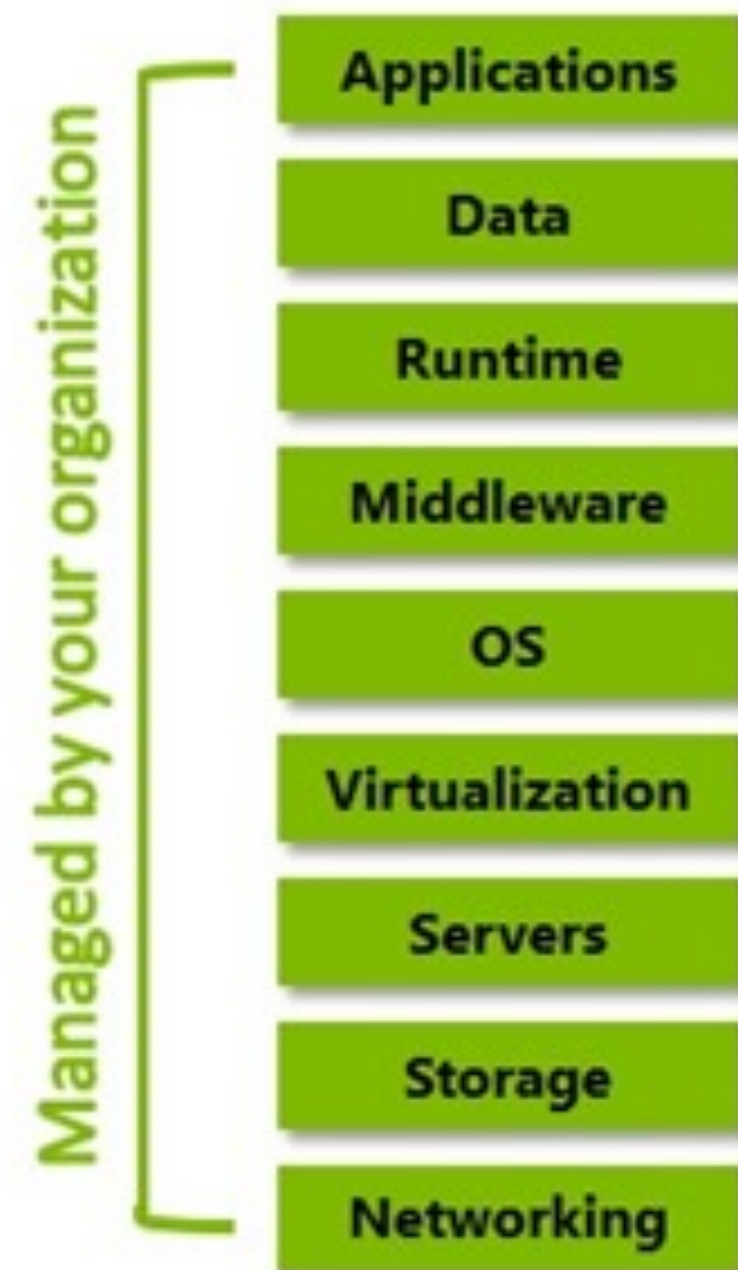 Managed by your organization
Applications
Data
Runtime
Middleware
OS
Virtualization
Servers
Storage
Networking